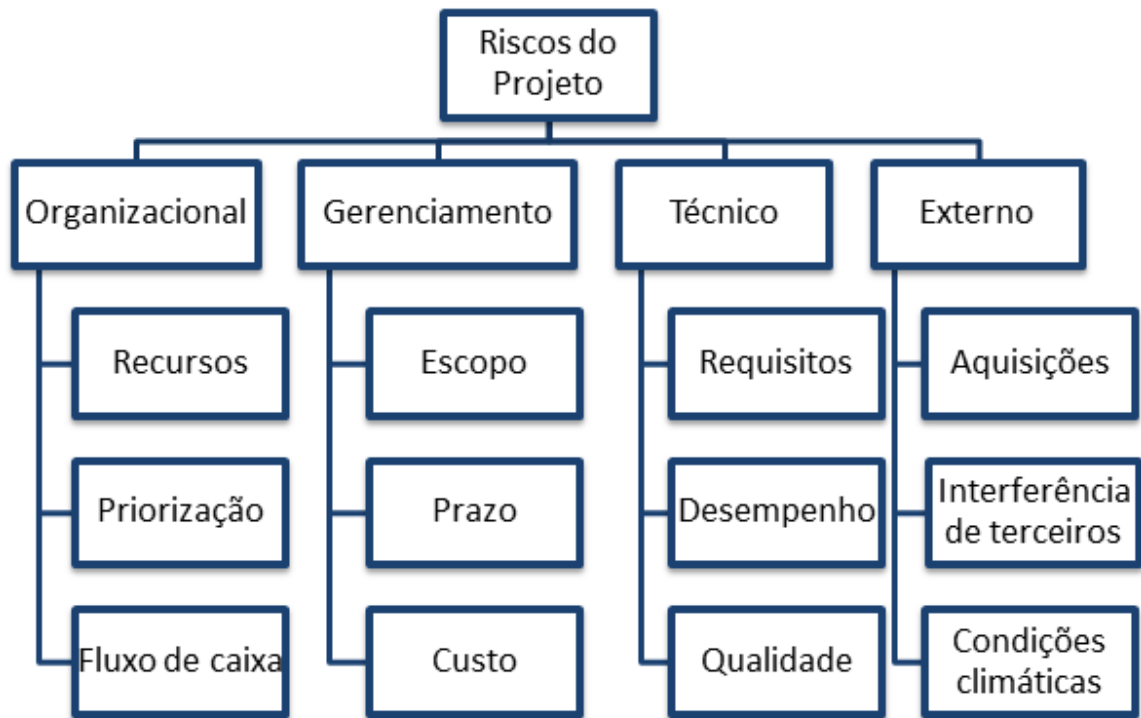 Riscos do
Projeto
Organizacional
Gerenciamento
Técnico
Externo
Recursos
Escopo
Requisitos
Aquisições
Priorização
Prazo
Desempenho
Interferência
de terceiros
Fluxo de caixa
Custo
Qualidade
Condições
climáticas